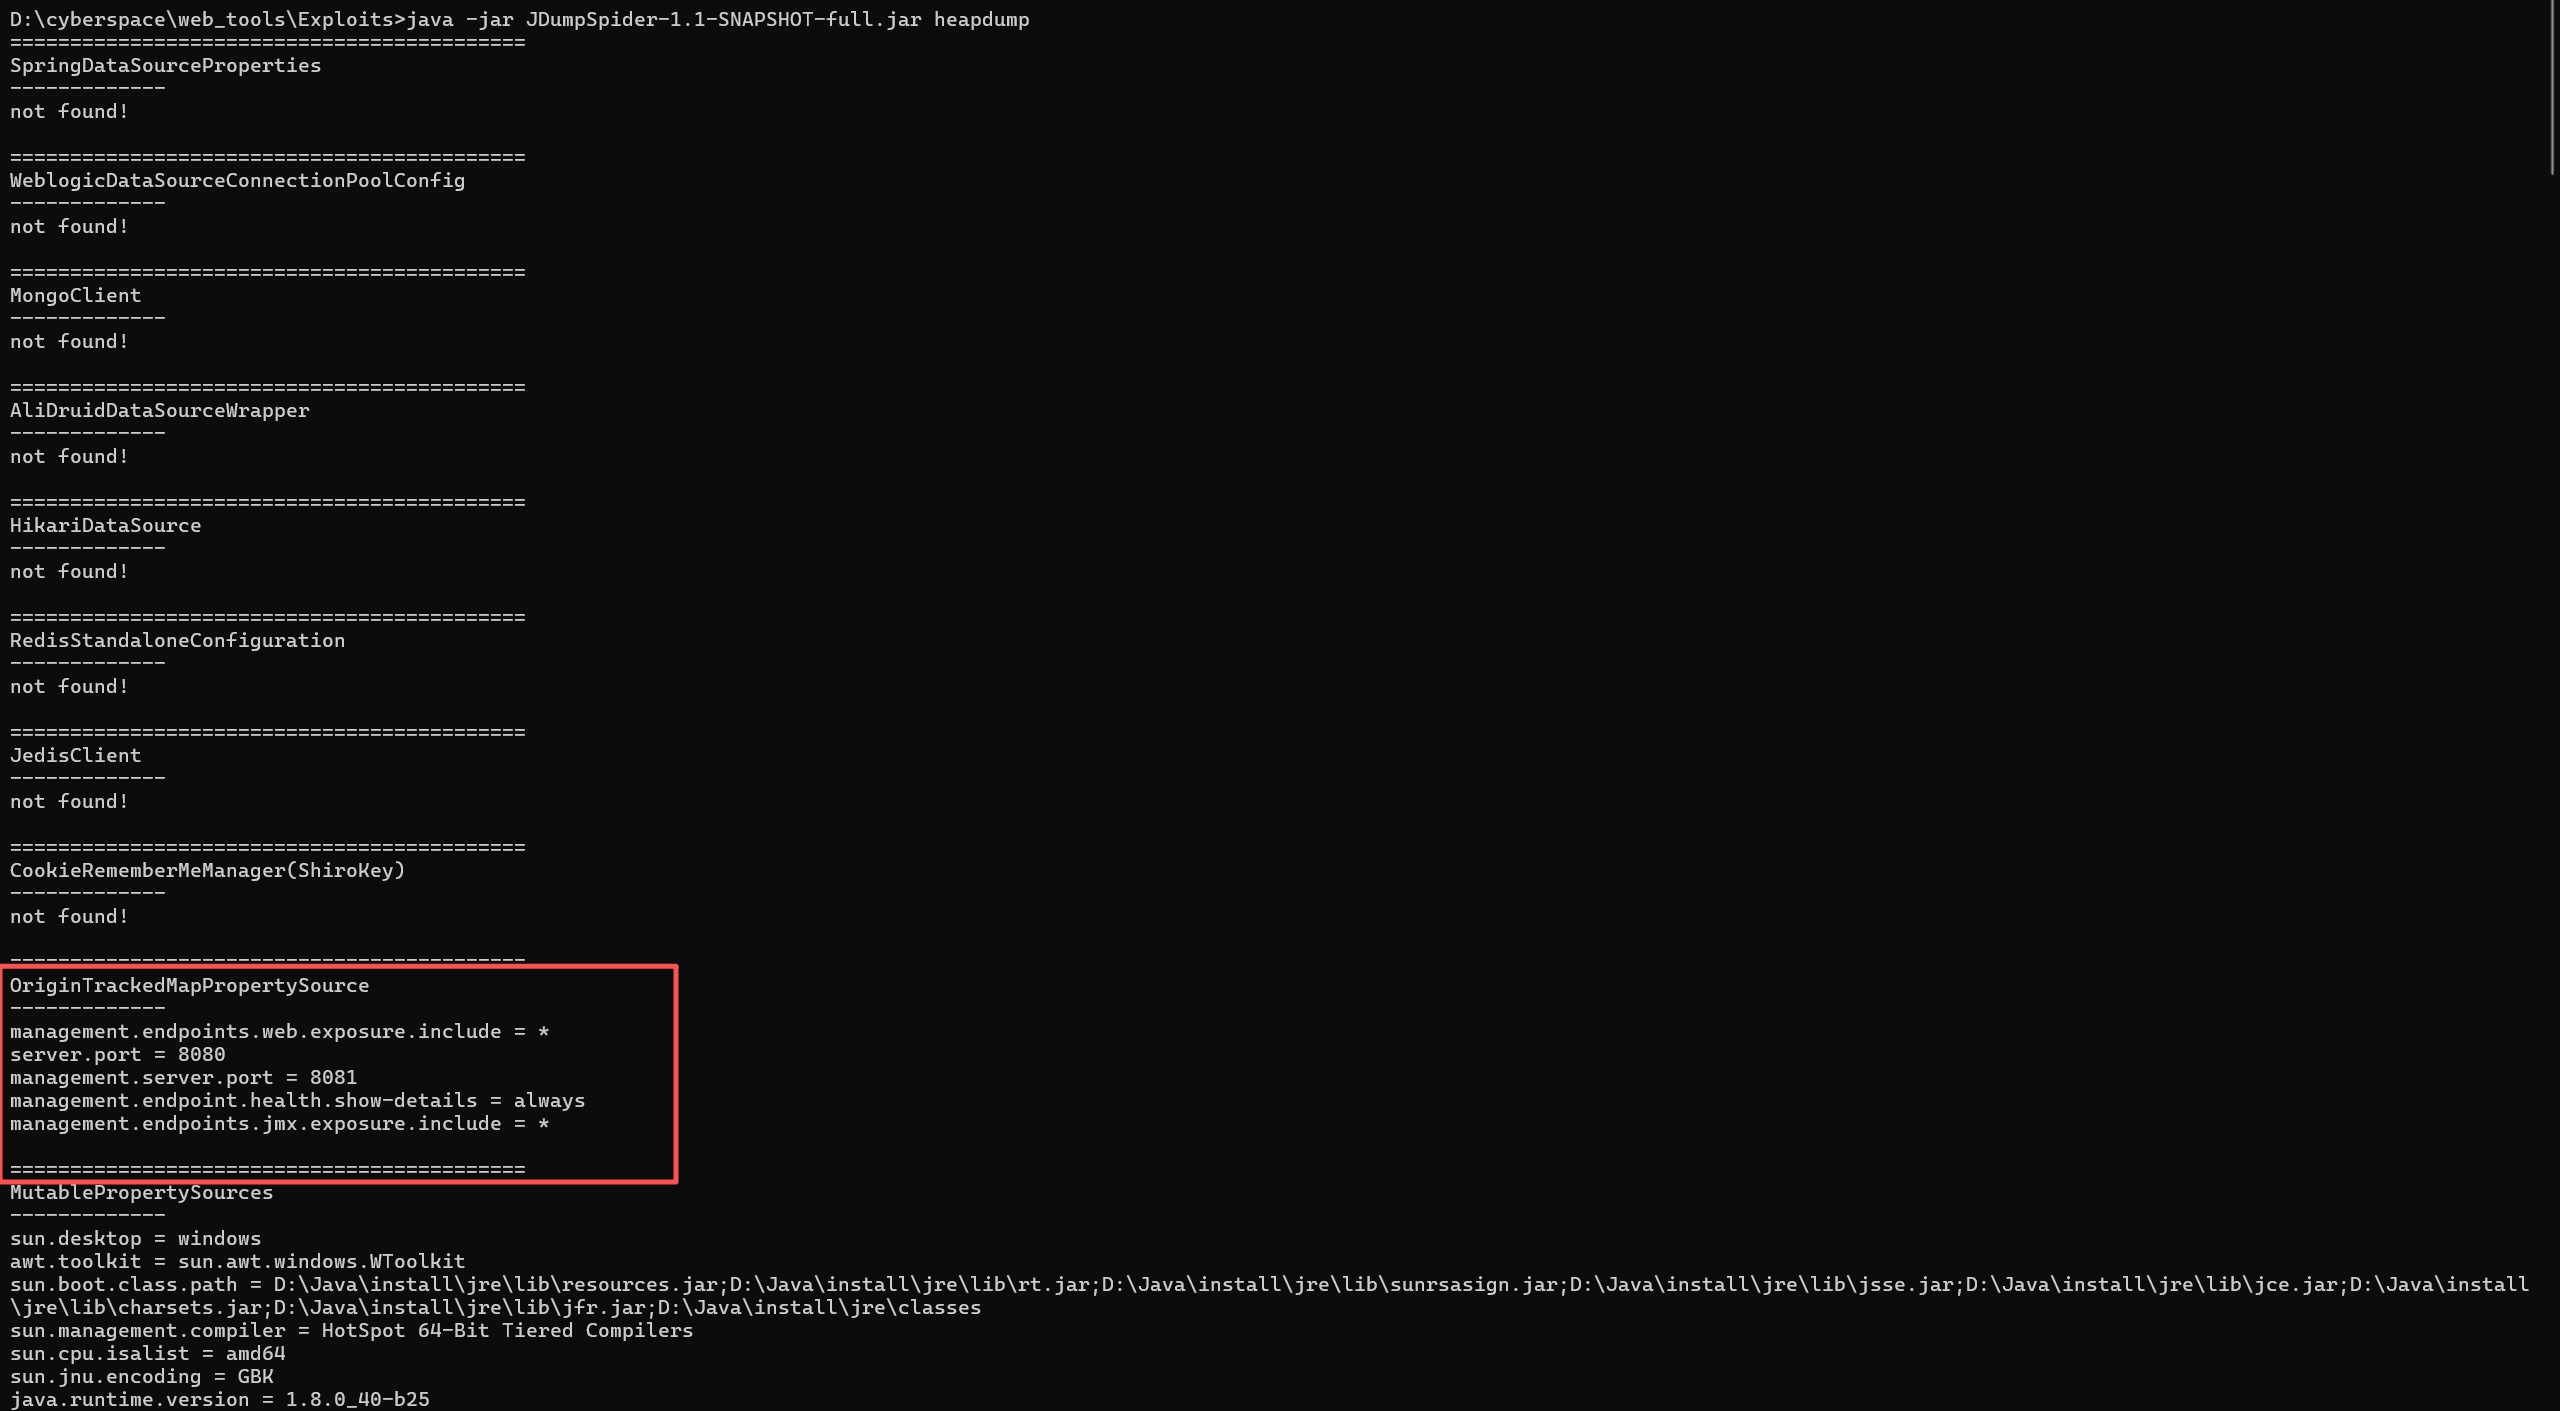 D:\cyberspace\web_tools\Exploits>java -jar JDumpSpider-1.1-SNAPSHOT-full.jar heapdump
===========================================
SpringDataSourceProperties
-------------
not found!

===========================================
WeblogicDataSourceConnectionPoolConfig
-------------
not found!

===========================================
MongoClient
-------------
not found!

===========================================
AliDruidDataSourceWrapper
-------------
not found!

===========================================
HikariDataSource
-------------
not found!

===========================================
RedisStandaloneConfiguration
-------------
not found!

===========================================
JedisClient
-------------
not found!

===========================================
CookieRememberMeManager(ShiroKey)
-------------
not found!

===========================================
OriginTrackedMapPropertySource
-------------
management.endpoints.web.exposure.include = *
server.port = 8080
management.server.port = 8081
management.endpoint.health.show-details = always
management.endpoints.jmx.exposure.include = *

===========================================
MutablePropertySources
-------------
sun.desktop = windows
awt.toolkit = sun.awt.windows.WToolkit
sun.boot.class.path = D:\Java\install\jre\lib\resources.jar;D:\Java\install\jre\lib\rt.jar;D:\Java\install\jre\lib\sunrsasign.jar;D:\Java\install\jre\lib\jsse.jar;D:\Java\install\jre\lib\jce.jar;D:\Java\install
\jre\lib\charsets.jar;D:\Java\install\jre\lib\jfr.jar;D:\Java\install\jre\classes
sun.management.compiler = HotSpot 64-Bit Tiered Compilers
sun.cpu.isalist = amd64
sun.jnu.encoding = GBK
java.runtime.version = 1.8.0_40-b25